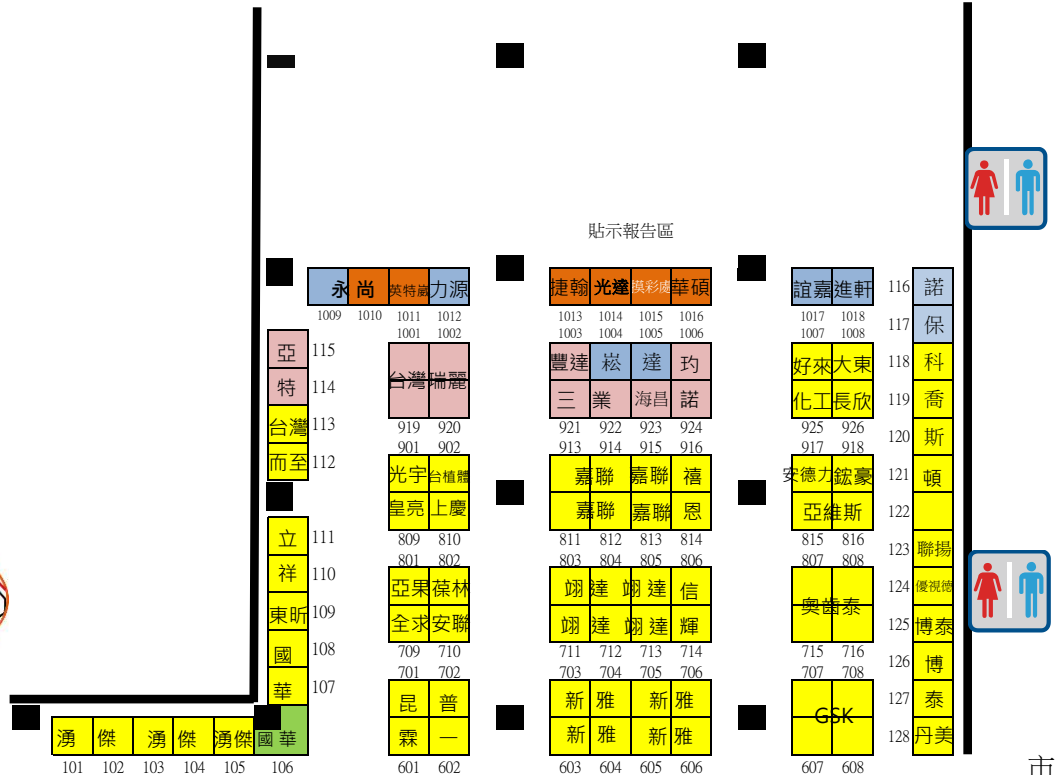 貼示報告區
永 尚 英特崴 力源 捷翰 光達 莫彩處 華碩 誼嘉 進軒 116 諾
1009 1010 1011 1012 1013 1014 1015 1016 1017 1018 117 保
1001 1002 1003 1004 1005 1006 1007 1008
亞 115 豐達 崧 達 玓 好來 大東 118 科
特 114 台灣 瑞麗 三 業 海昌 諾 化工 長欣 119 喬
台灣 113 919 920 921 922 923 924 925 926 120 斯
901 902 913 914 915 916 917 918
而至 112 光宇 台植體 嘉聯 嘉聯 禧 安德力 鋐豪 121 頓
皇亮 上慶 嘉聯 嘉聯 恩 亞維斯 122
立 111 809 810 811 812 813 814 815 816 123 聯揚
801 802 803 804 805 806 807 808
祥 110 亞果 葆林 翊 達 翊 達 信 奧齒泰 124 優視德
東昕 109 全求 安聯 翊 達 翊 達 輝 125 博泰
國 108 709 710 711 712 713 714 715 716 126 博
701 702 703 704 705 706 707 708
華 107 昆 普 新 雅 新 雅 GSK 127 泰
湧 傑 湧 傑 湧傑 國 華 霖 一 新 雅 新 雅 128 丹美
101 102 103 104 105 106 601 602 603 604 605 606 607 608
市